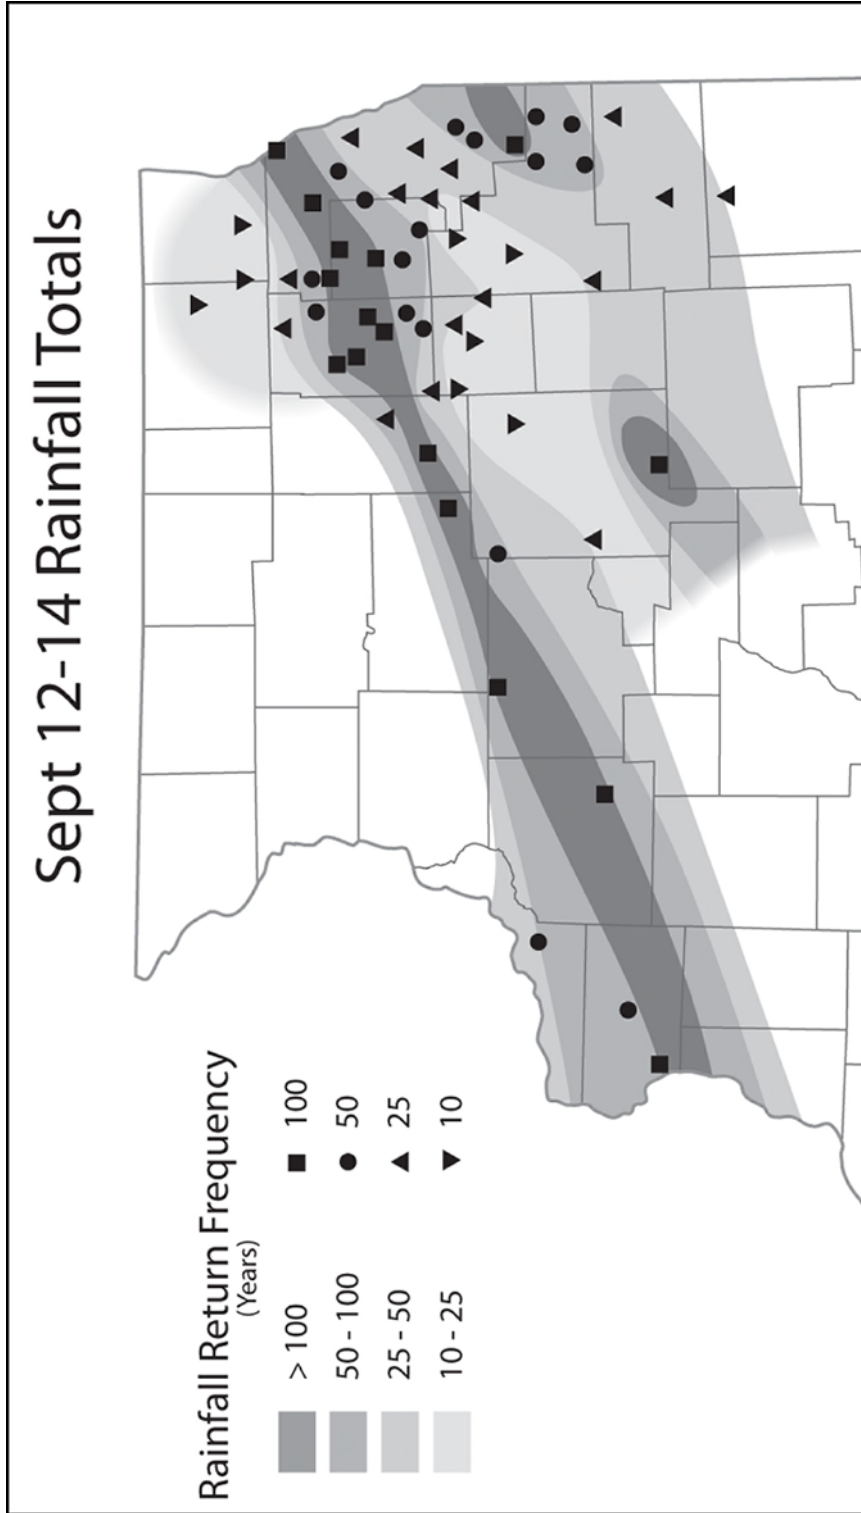 Sept 12-14 Rainfall Totals
Rainfall Return Frequency
(Years)
> 100 100
50 - 100 50
25 - 50 25
10 - 25 10